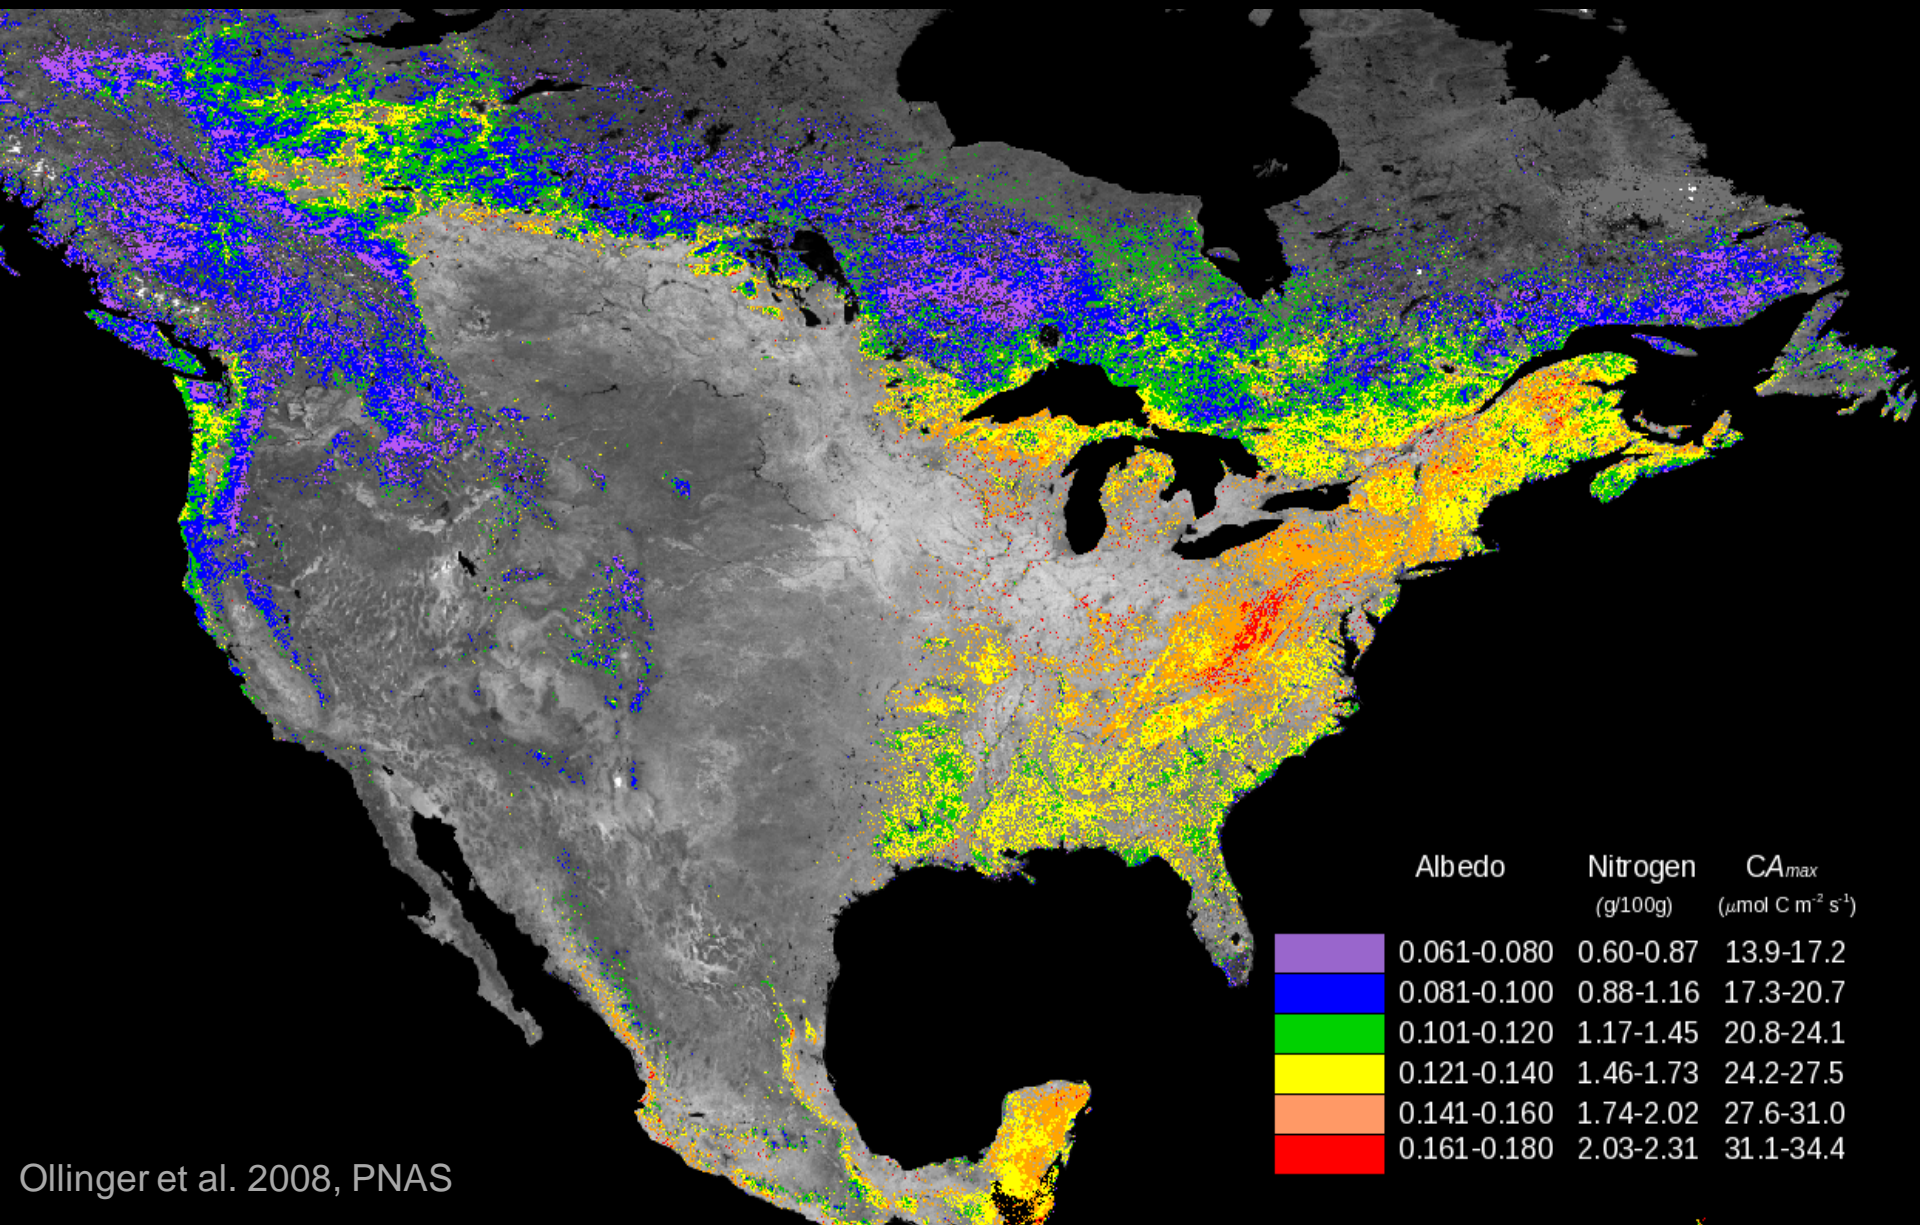 Albedo Nitrogen CAmax
(g/100g) (μmol C m-2 s-1)
0.061-0.080 0.60-0.87 13.9-17.2
0.081-0.100 0.88-1.16 17.3-20.7
0.101-0.120 1.17-1.45 20.8-24.1
0.121-0.140 1.46-1.73 24.2-27.5
0.141-0.160 1.74-2.02 27.6-31.0
0.161-0.180 2.03-2.31 31.1-34.4
Ollinger et al. 2008, PNAS